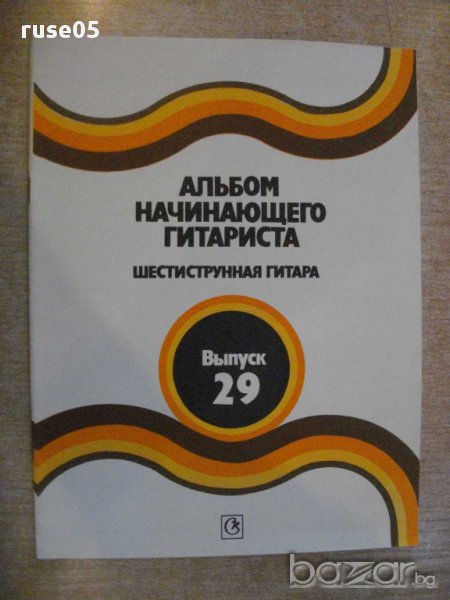 ruse05
АЛЬБОМ
НАЧИНАЮЩЕГО
ГИТАРИСТА
ШЕСТИСТРУННАЯ ГИТАРА
Выпуск
29
bazar.bg